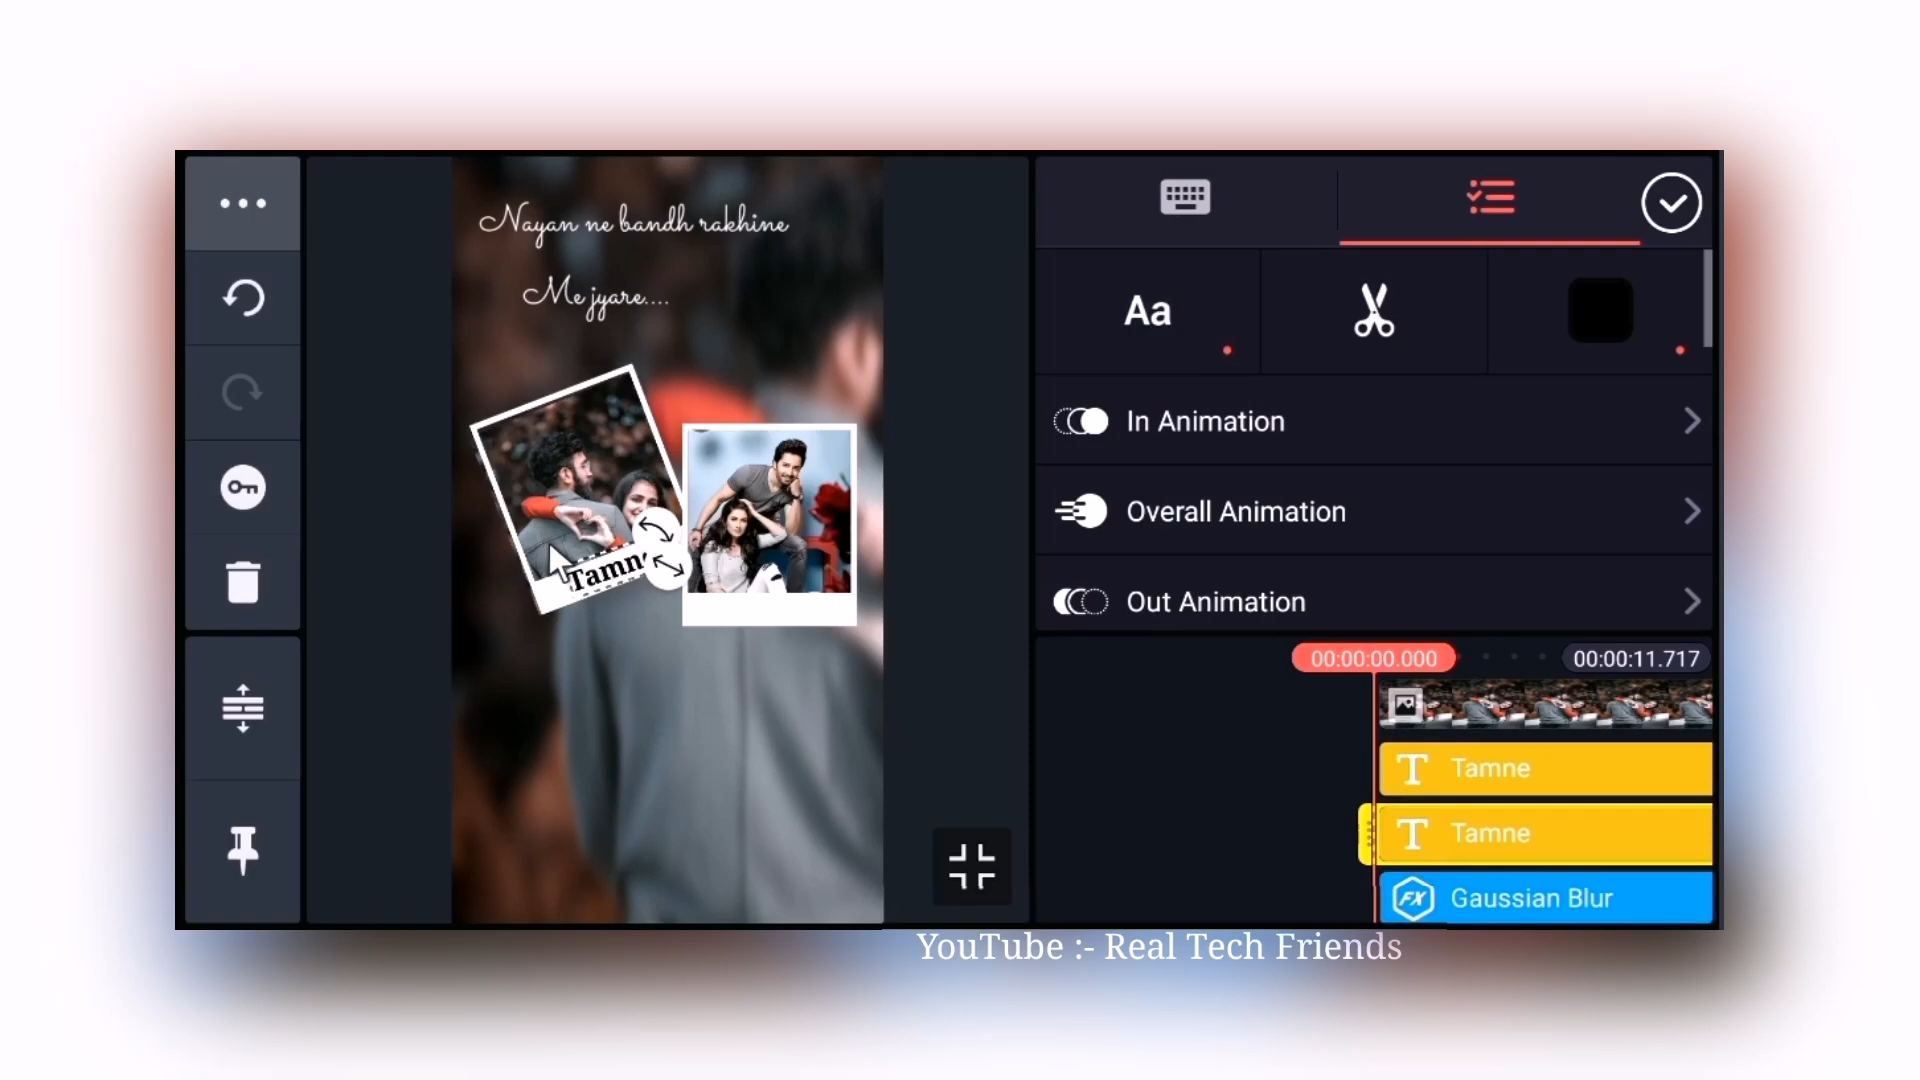 Nayan ne bandh rakhine
Me jyare....
Tamn
Aa
In Animation
Overall Animation
Out Animation
00:00:00.000
00:00:11.717
Tamne
Tamne
FX Gaussian Blur
YouTube :- Real Tech Friends